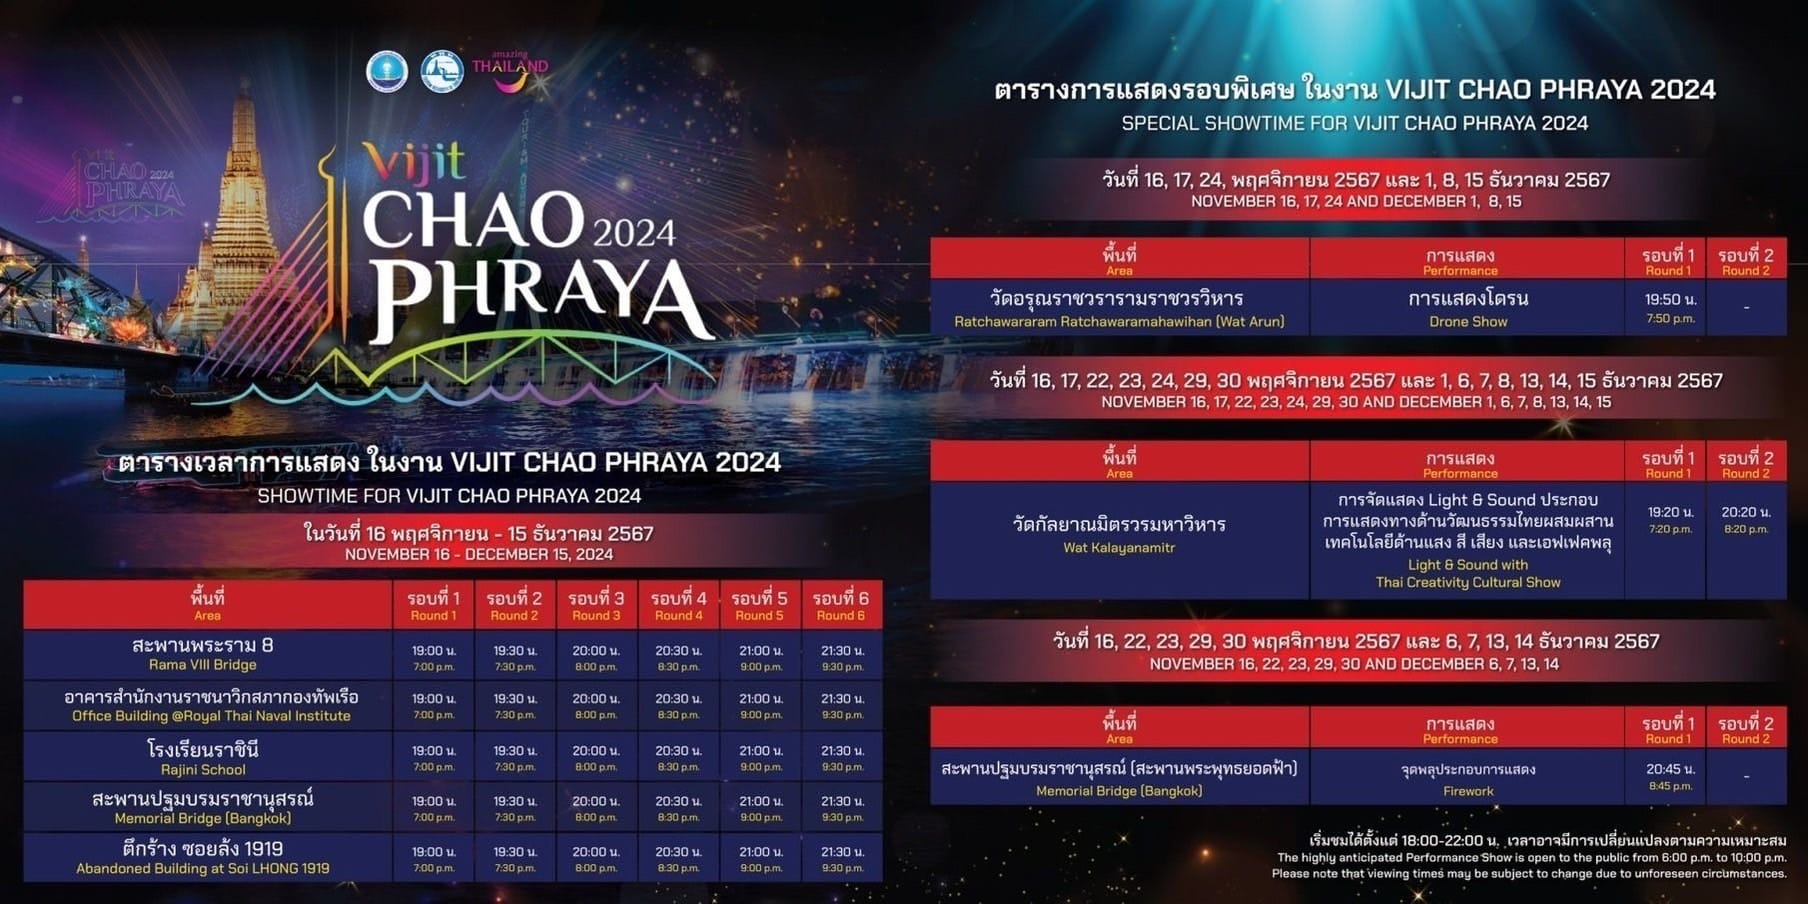 amazing
THAILAND
Vijit
CHAO 2024
PHRAYA
Vijit
CHAO 2024
PHRAYA
ตารางเวลาการแสดง ในงาน VIJIT CHAO PHRAYA 2024
SHOWTIME FOR VIJIT CHAO PHRAYA 2024
ในวันที่ 16 พฤศจิกายน - 15 ธันวาคม 2567
NOVEMBER 16 - DECEMBER 15, 2024
พื้นที่ รอบที่ 1 รอบที่ 2 รอบที่ 3 รอบที่ 4 รอบที่ 5 รอบที่ 6
Area Round 1 Round 2 Round 3 Round 4 Round 5 Round 6
สะพานพระราม 8 19:00 น. 19:30 น. 20:00 น. 20:30 น. 21:00 น. 21:30 น.
Rama VIII Bridge 7:00 p.m. 7:30 p.m. 8:00 p.m. 8:30 p.m. 9:00 p.m. 9:30 p.m.
อาคารสำนักงานราชนาวิกสภากองทัพเรือ 19:00 น. 19:30 น. 20:00 น. 20:30 น. 21:00 น. 21:30 น.
Office Building @Royal Thai Naval Institute 7:00 p.m. 7:30 p.m. 8:00 p.m. 8:30 p.m. 9:00 p.m. 9:30 p.m.
โรงเรียนราชินี 19:00 น. 19:30 น. 20:00 น. 20:30 น. 21:00 น. 21:30 น.
Rajini School 7:00 p.m. 7:30 p.m. 8:00 p.m. 8:30 p.m. 9:00 p.m. 9:30 p.m.
สะพานปฐมบรมราชานุสรณ์ 19:00 น. 19:30 น. 20:00 น. 20:30 น. 21:00 น. 21:30 น.
Memorial Bridge (Bangkok) 7:00 p.m. 7:30 p.m. 8:00 p.m. 8:30 p.m. 9:00 p.m. 9:30 p.m.
ตึกร้าง ซอยล้ง 1919 19:00 น. 19:30 น. 20:00 น. 20:30 น. 21:00 น. 21:30 น.
Abandoned Building at Soi LHONG 1919 7:00 p.m. 7:30 p.m. 8:00 p.m. 8:30 p.m. 9:00 p.m. 9:30 p.m.
ตารางการแสดงรอบพิเศษ ในงาน VIJIT CHAO PHRAYA 2024
SPECIAL SHOWTIME FOR VIJIT CHAO PHRAYA 2024
วันที่ 16, 17, 24, พฤศจิกายน 2567 และ 1, 8, 15 ธันวาคม 2567
NOVEMBER 16, 17, 24 AND DECEMBER 1, 8, 15
พื้นที่ การแสดง รอบที่ 1 รอบที่ 2
Area Performance Round 1 Round 2
วัดอรุณราชวรารามราชวรวิหาร การแสดงโดรน 19:50 น. -
Ratchawararam Ratchawaramahawihan (Wat Arun) Drone Show 7:50 p.m.
วันที่ 16, 17, 22, 23, 24, 29, 30 พฤศจิกายน 2567 และ 1, 6, 7, 8, 13, 14, 15 ธันวาคม 2567
NOVEMBER 16, 17, 22, 23, 24, 29, 30 AND DECEMBER 1, 6, 7, 8, 13, 14, 15
พื้นที่ การแสดง รอบที่ 1 รอบที่ 2
Area Performance Round 1 Round 2
วัดกัลยาณมิตรวรมหาวิหาร
Wat Kalayanamitr
การจัดแสดง Light & Sound ประกอบ
การแสดงทางด้านวัฒนธรรมไทยผสมผสาน
เทคโนโลยีด้านแสง สี เสียง และเอฟเฟคพลุ
Light & Sound with
Thai Creativity Cultural Show
19:20 น. 20:20 น.
7:20 p.m. 8:20 p.m.
วันที่ 16, 22, 23, 29, 30 พฤศจิกายน 2567 และ 6, 7, 13, 14 ธันวาคม 2567
NOVEMBER 16, 22, 23, 29, 30 AND DECEMBER 6, 7, 13, 14
พื้นที่ การแสดง รอบที่ 1 รอบที่ 2
Area Performance Round 1 Round 2
สะพานปฐมบรมราชานุสรณ์ (สะพานพระพุทธยอดฟ้า) จุดพลุประกอบการแสดง 20:45 น. -
Memorial Bridge (Bangkok) Firework 8:45 p.m.
เริ่มชมได้ตั้งแต่ 18:00-22:00 น. เวลาอาจมีการเปลี่ยนแปลงตามความเหมาะสม
The highly anticipated Performance Show is open to the public from 6:00 p.m. to 10:00 p.m.
Please note that viewing times may be subject to change due to unforeseen circumstances.